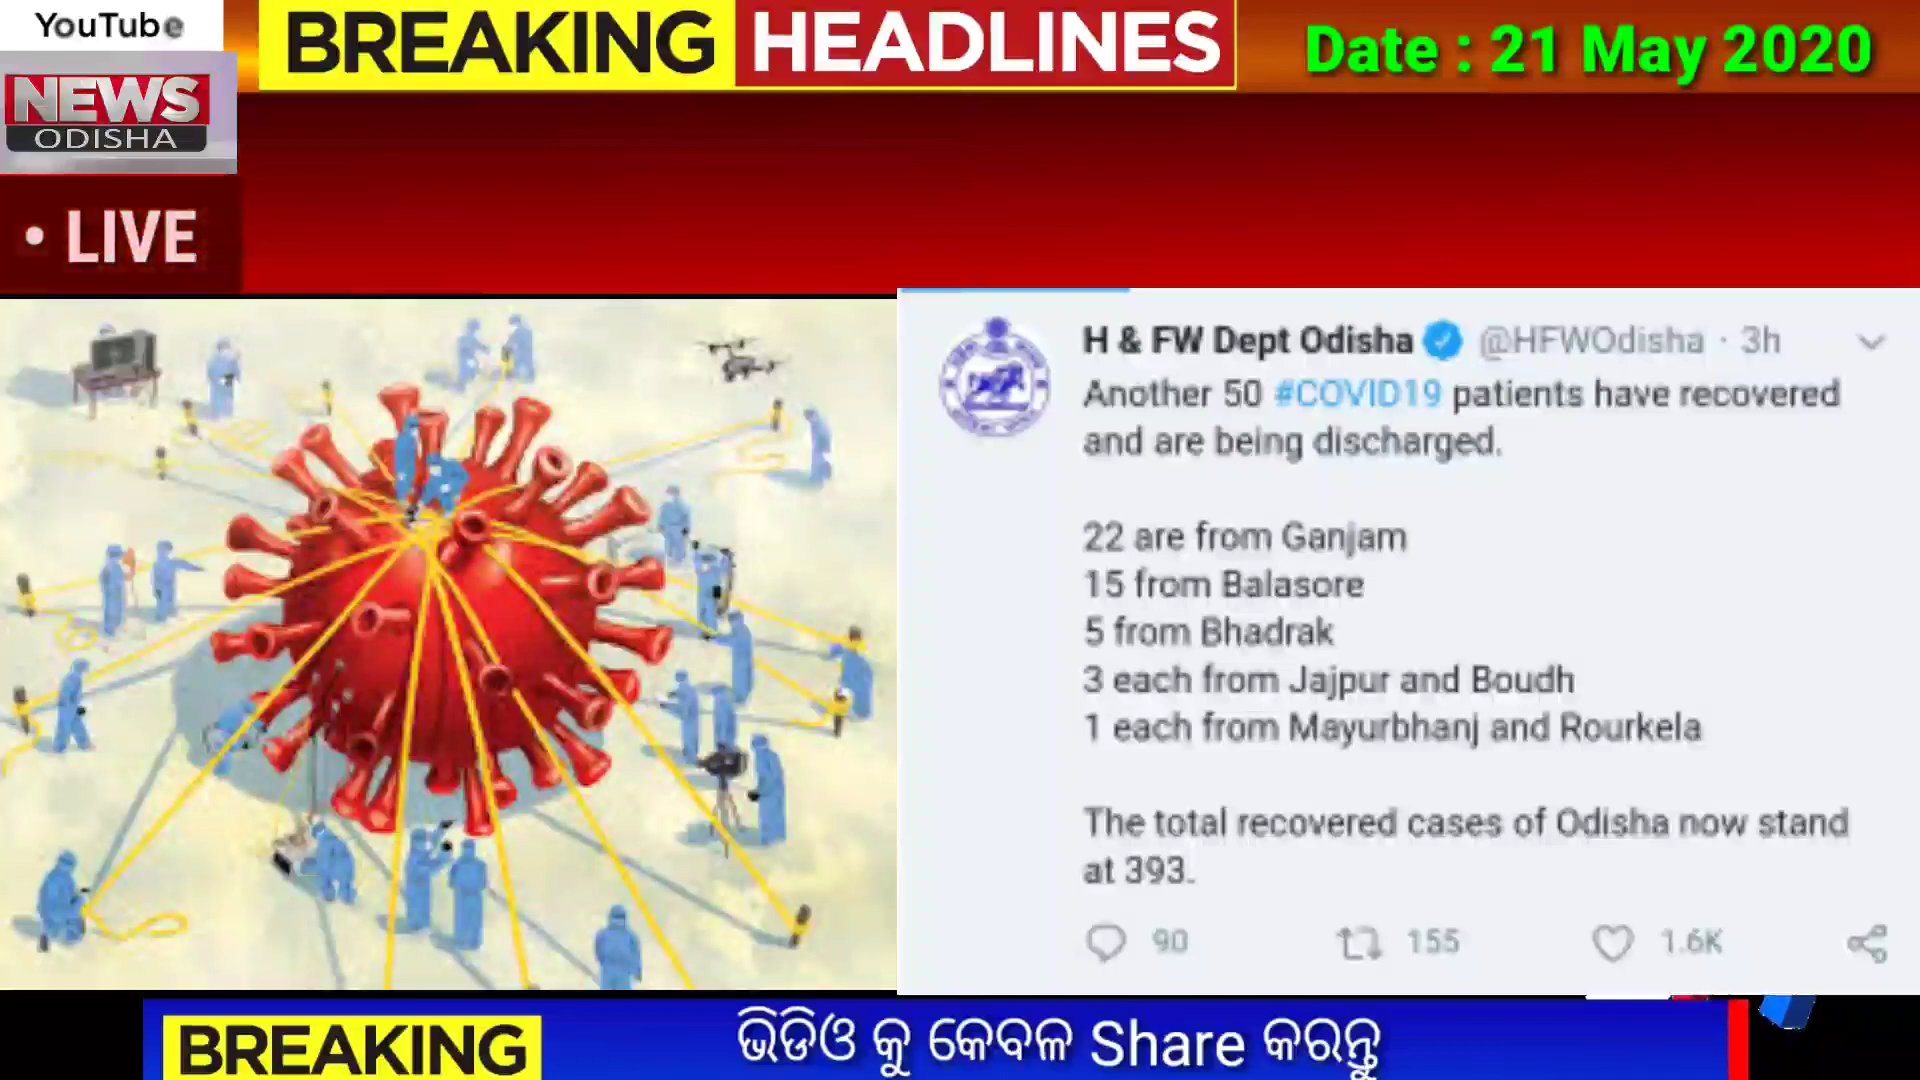 YouTube
BREAKING HEADLINES
Date : 21 May 2020
NEWS
ODISHA
• LIVE
H & FW Dept Odisha @HFWOdisha · 3h
Another 50 #COVID19 patients have recovered
and are being discharged.
22 are from Ganjam
15 from Balasore
5 from Bhadrak
3 each from Jajpur and Boudh
1 each from Mayurbhanj and Rourkela
The total recovered cases of Odisha now stand
at 393.
90 155 1.6K
BREAKING
ଭିଡିଓ କୁ କେବଳ Share କରନ୍ତୁ